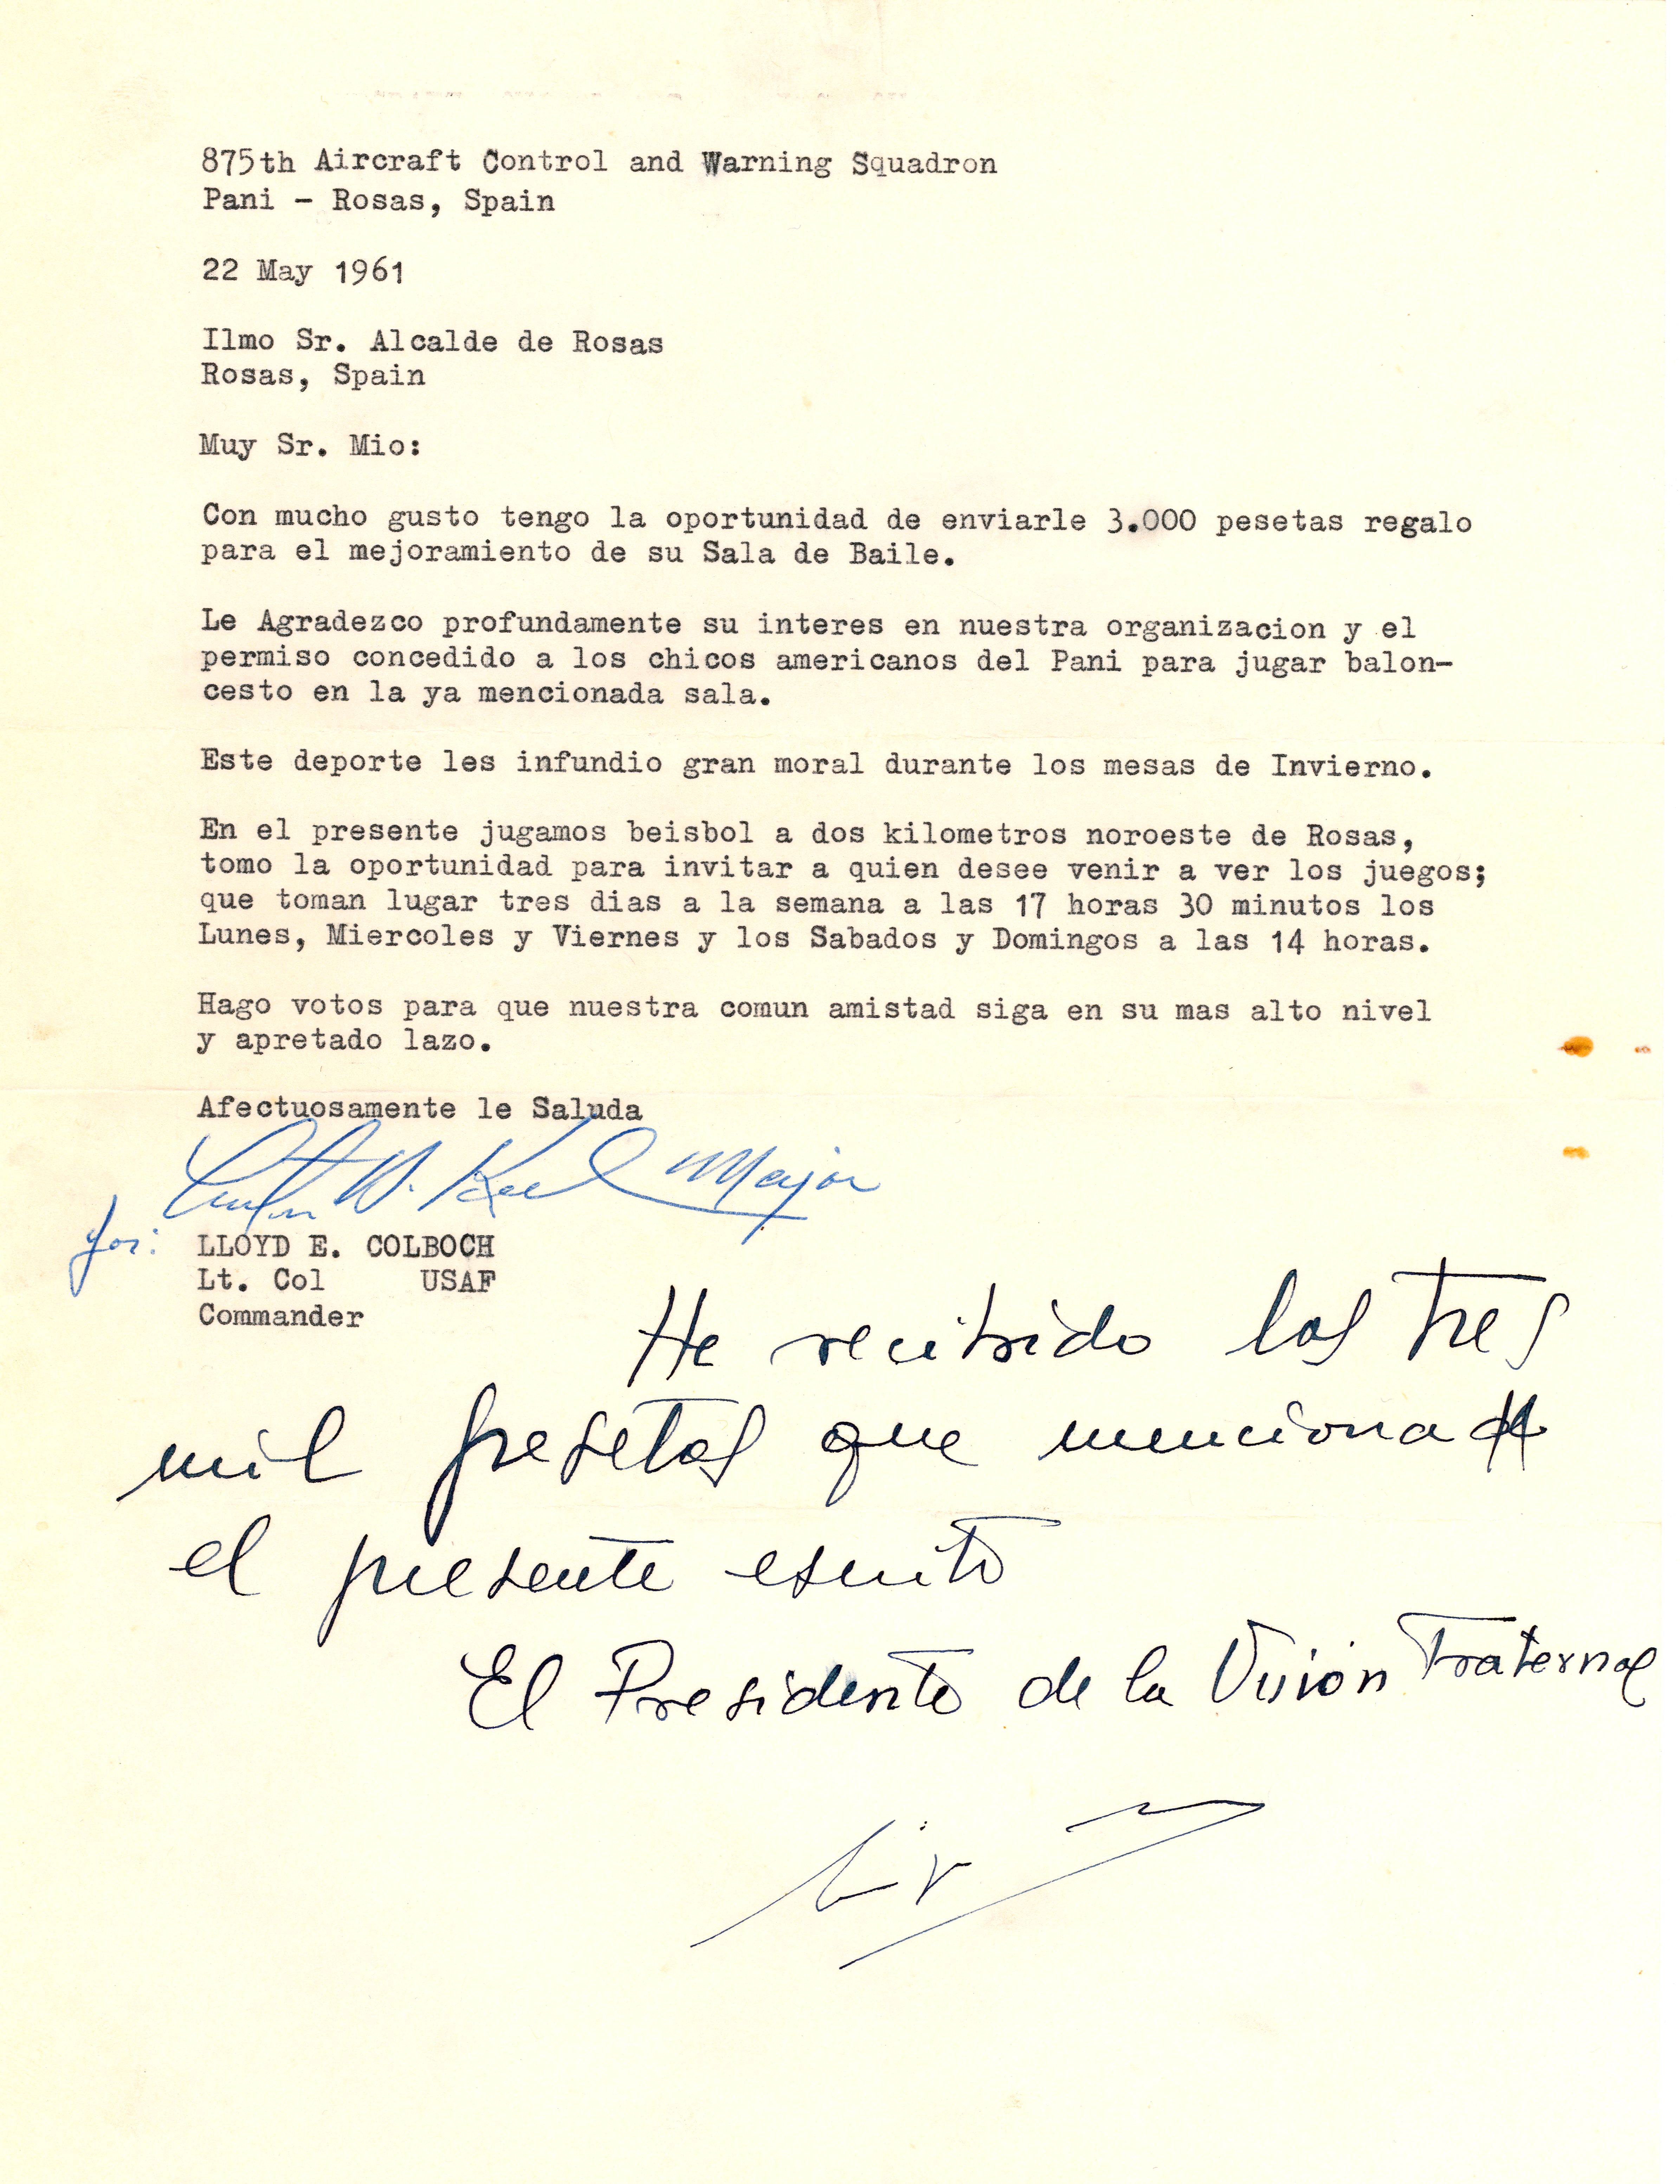 875th Aircraft Control and Warning Squadron
Pani - Rosas, Spain
22 May 1961
Ilmo Sr. Alcalde de Rosas
Rosas, Spain
Muy Sr. Mio:
Con mucho gusto tengo la oportunidad de enviarle 3.000 pesetas regalo
para el mejoramiento de su Sala de Baile.
Le Agradezco profundamente su interes en nuestra organizacion y el
permiso concedido a los chicos americanos del Pani para jugar balon-
cesto en la ya mencionada sala.
Este deporte les infundio gran moral durante los mesas de Invierno.
En el presente jugamos beisbol a dos kilometros noroeste de Rosas,
tomo la oportunidad para invitar a quien desee venir a ver los juegos;
que toman lugar tres dias a la semana a las 17 horas 30 minutos los
Lunes, Miercoles y Viernes y los Sabados y Domingos a las 14 horas.
Hago votos para que nuestra comun amistad siga en su mas alto nivel
y apretado lazo.
Afectuosamente le Saluda
W. Major
for: LLOYD E. COLBOCH
Lt. Col USAF
Commander
He recibido las tres
mil pesetas que menciona
el presente escrito
El Presidente de la Unión Fraternal